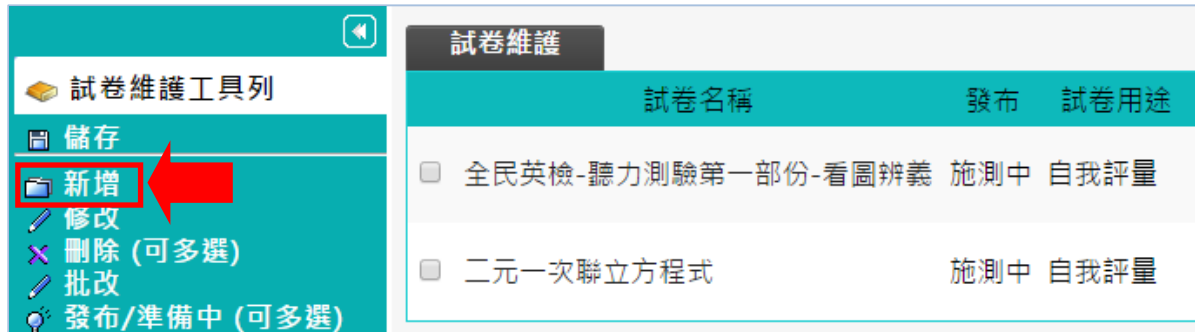 試卷維護工具列
儲存
新增
修改
刪除 (可多選)
批改
發布/準備中 (可多選)
試卷維護
試卷名稱 發布 試卷用途
全民英檢-聽力測驗第一部份-看圖辨義 施測中 自我評量
二元一次聯立方程式 施測中 自我評量